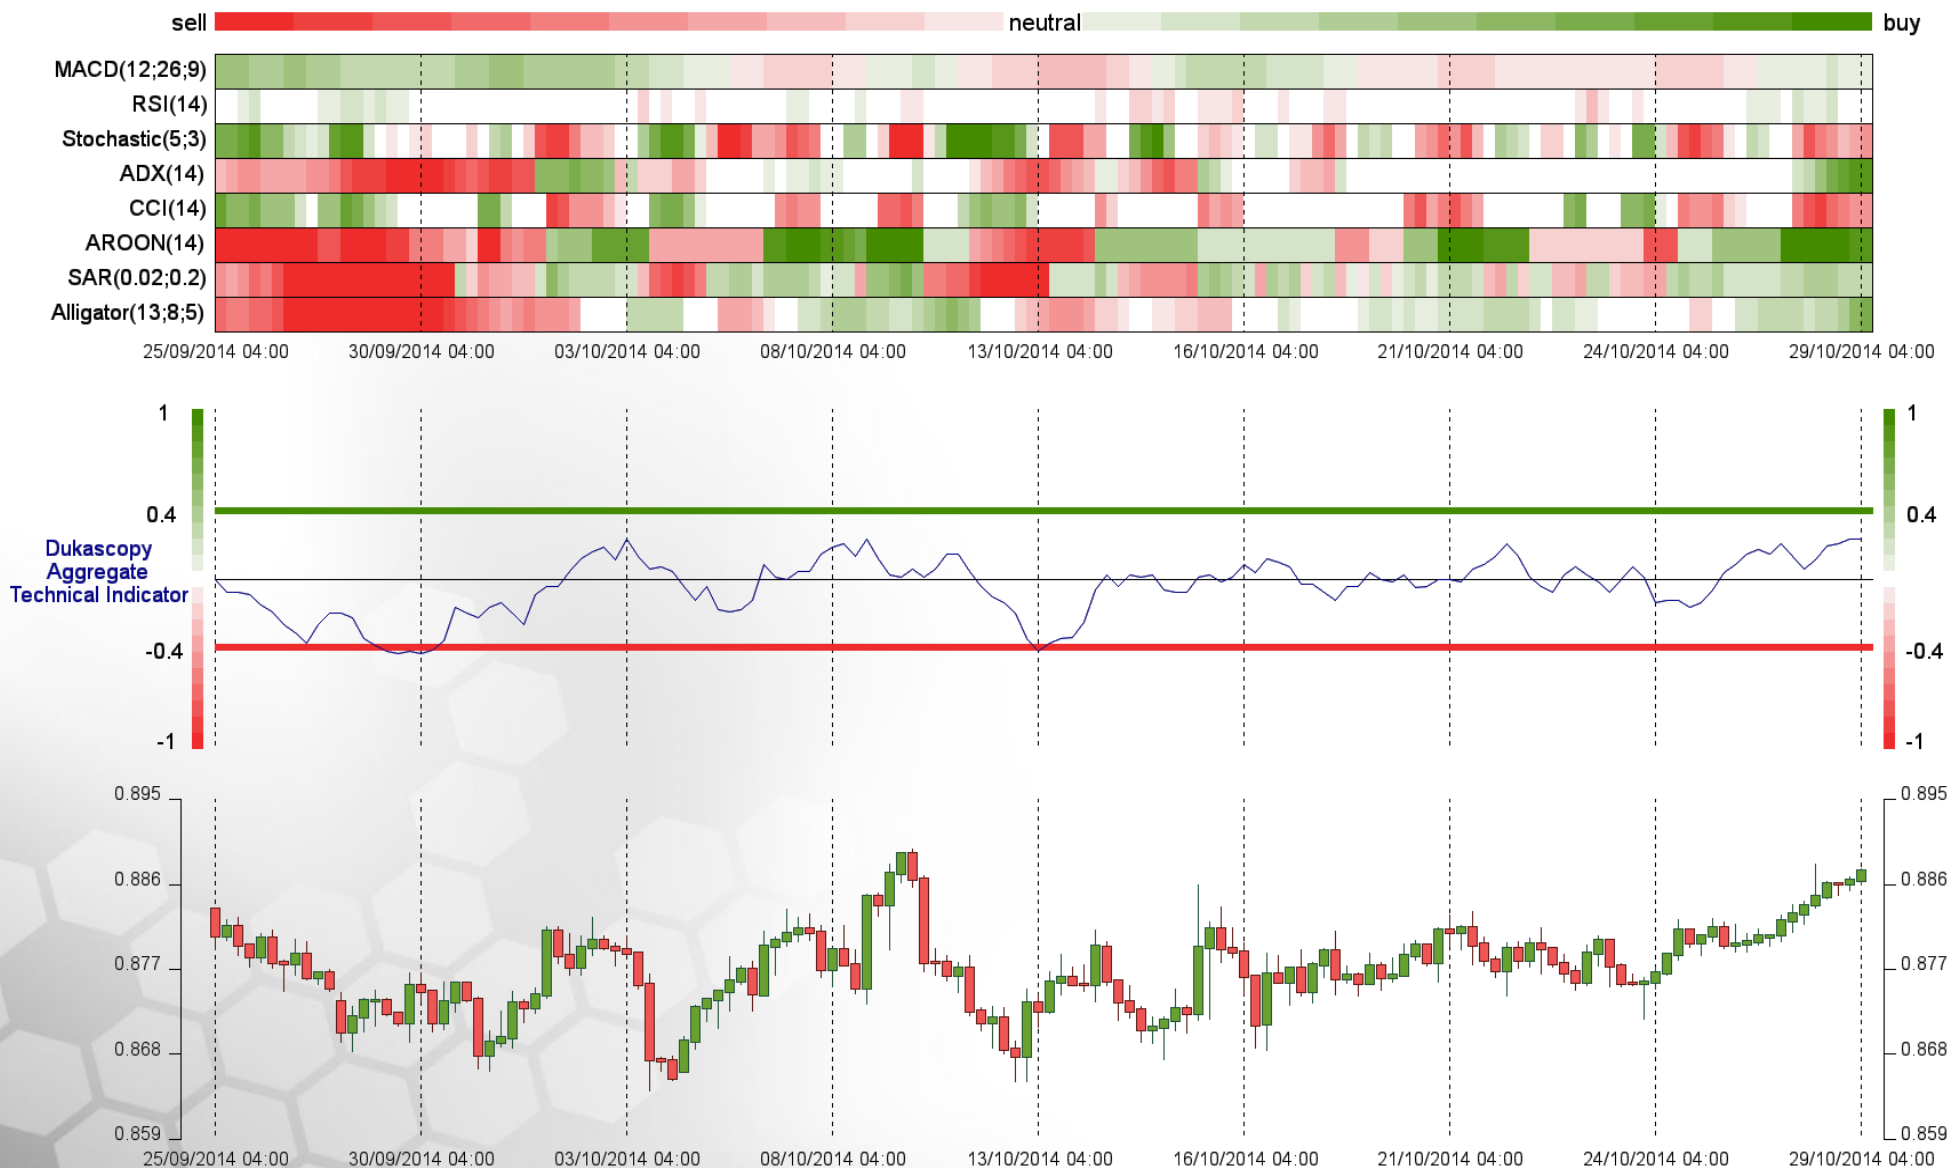 sell neutral buy
MACD(12;26;9)
RSI(14)
Stochastic(5;3)
ADX(14)
CCI(14)
AROON(14)
SAR(0.02;0.2)
Alligator(13;8;5)
25/09/2014 04:00 30/09/2014 04:00 03/10/2014 04:00 08/10/2014 04:00 13/10/2014 04:00 16/10/2014 04:00 21/10/2014 04:00 24/10/2014 04:00 29/10/2014 04:00
1 1
0.4 0.4
Dukascopy
Aggregate
Technical Indicator
-0.4 -0.4
-1 -1
0.895 0.895
0.886 0.886
0.877 0.877
0.868 0.868
0.859 0.859
25/09/2014 04:00 30/09/2014 04:00 03/10/2014 04:00 08/10/2014 04:00 13/10/2014 04:00 16/10/2014 04:00 21/10/2014 04:00 24/10/2014 04:00 29/10/2014 04:00